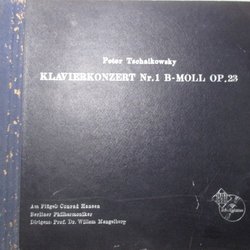 Peter Tschaikowsky
KLAVIERKONZERT Nr.1 B-MOLL OP.23
Am Flügel: Conrad Hansen
Berliner Philharmoniker
Dirigent: Prof. Dr. Willem Mengelberg